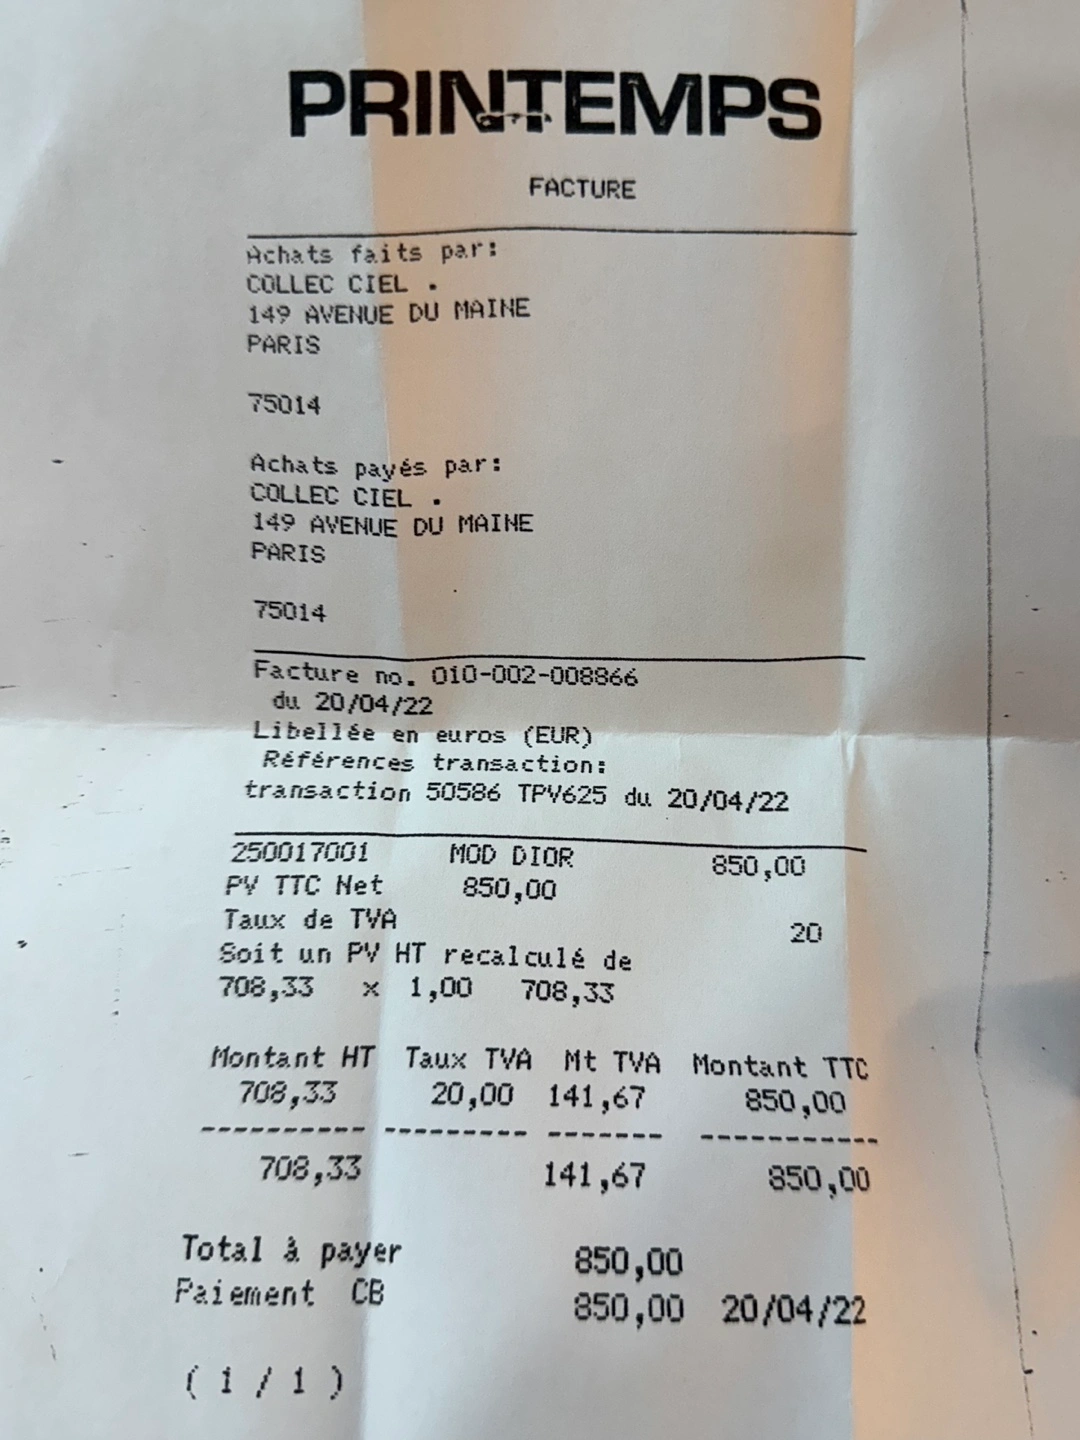 PRINTEMPS
FACTURE
Achats faits par:
COLLEC CIEL .
149 AVENUE DU MAINE
PARIS
75014
Achats payés par:
COLLEC CIEL .
149 AVENUE DU MAINE
PARIS
75014
Facture no. 010-002-008866
du 20/04/22
Libellée en euros (EUR)
Références transaction:
transaction 50586 TPV625 du 20/04/22
250017001 MOD DIOR 850,00
PV TTC Net 850,00
Taux de TVA 20
Soit un PV HT recalculé de
708,33 x 1,00 708,33
Montant HT Taux TVA Mt TVA Montant TTC
708,33 20,00 141,67 850,00
---------- --------- ------- -----------
708,33 141,67 850,00
Total à payer 850,00
Paiement CB 850,00 20/04/22
( 1 / 1 )